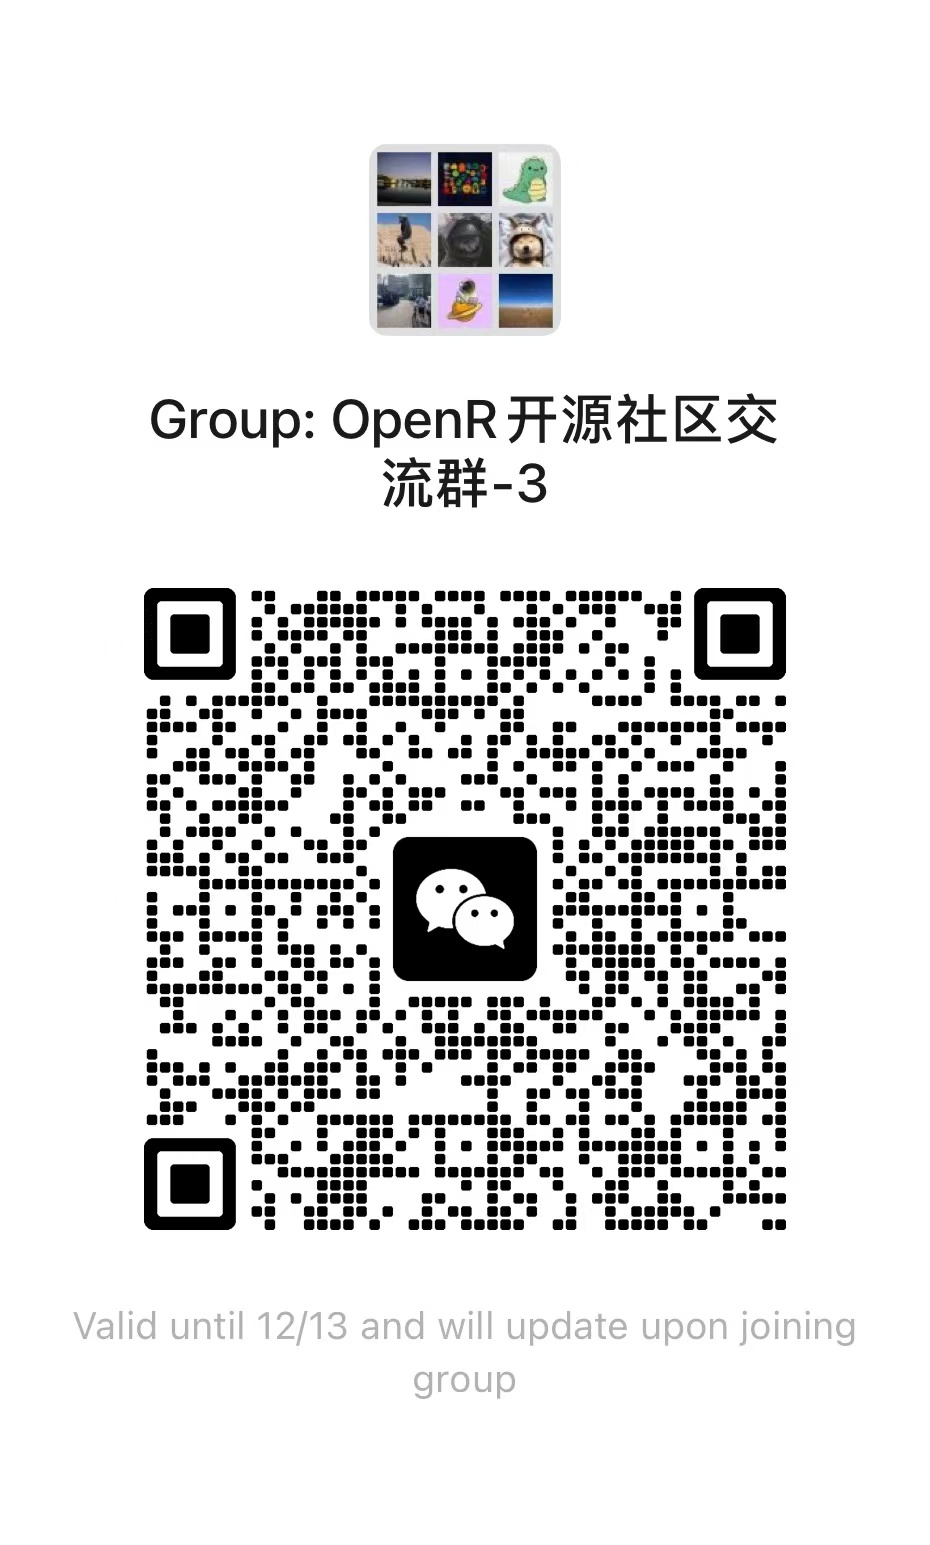 Group: OpenR开源社区交
流群-3
Valid until 12/13 and will update upon joining
group